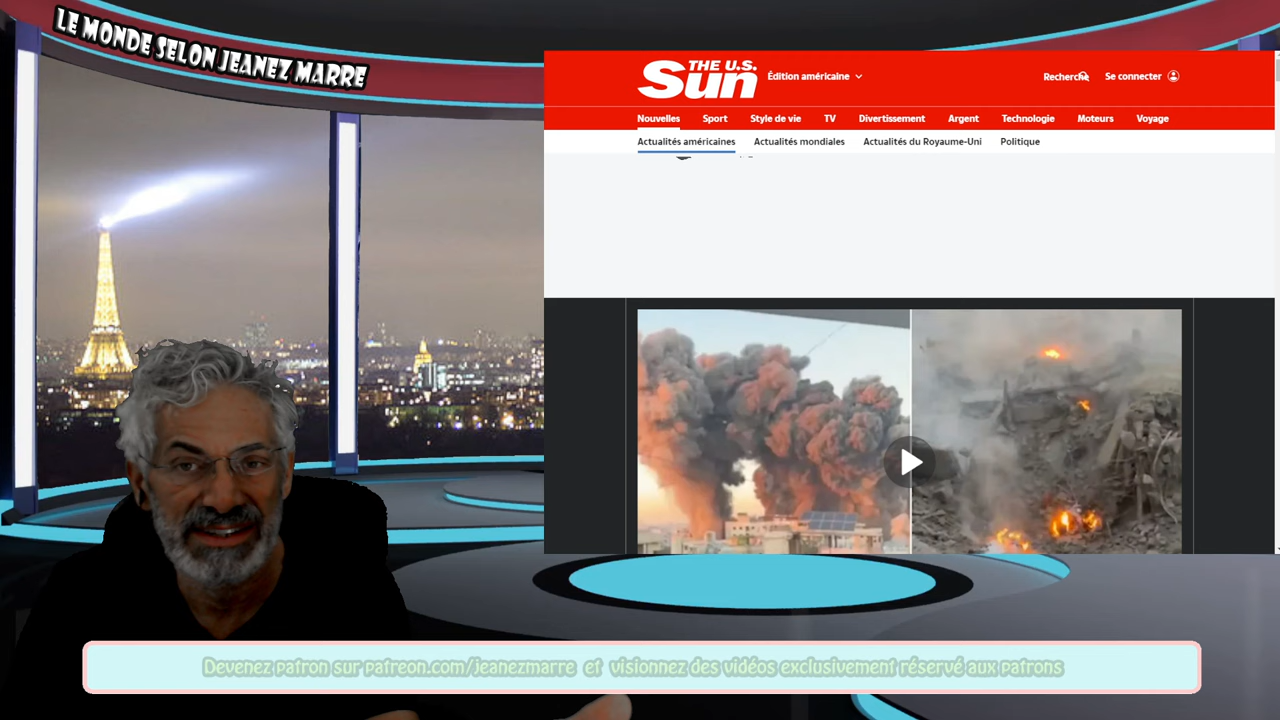 LE MONDE SELON JEANEZ MARRE
THE U.S. Sun
Édition américaine
Recherche
Se connecter
Nouvelles Sport Style de vie TV Divertissement Argent Technologie Moteurs Voyage
Actualités américaines Actualités mondiales Actualités du Royaume-Uni Politique
Devenez patron sur patreon.com/jeanezmarre et visionnez des vidéos exclusivement réservé aux patrons